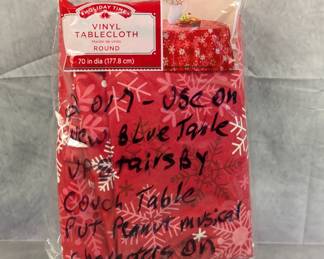 HOLIDAY TIME
VINYL
TABLECLOTH
ROUND
70 in dia (177.8 cm)
2017 - USE ON
NEW BLUE TABLE
UPSTAIRS BY
COUCH TABLE
PUT PEANUT MUSICAL
CHARACTERS ON